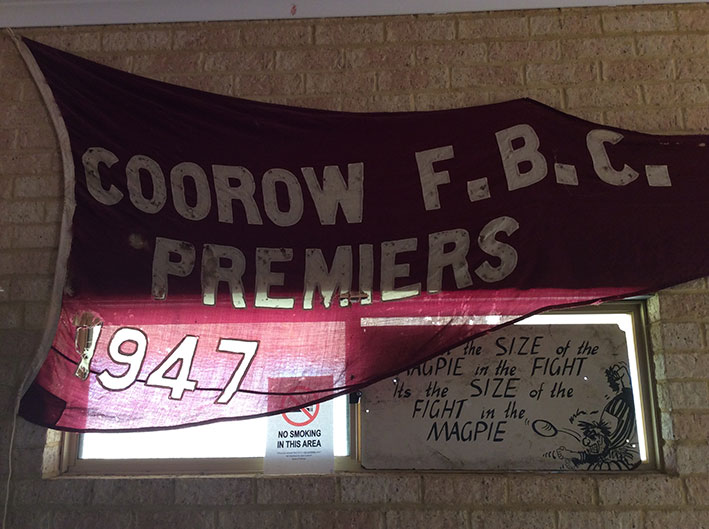 COOROW F.B.C.
PREMIERS
1947
NO SMOKING
IN THIS AREA
the SIZE of the
MAGPIE in the FIGHT
Its the SIZE of the
FIGHT in the
MAGPIE"